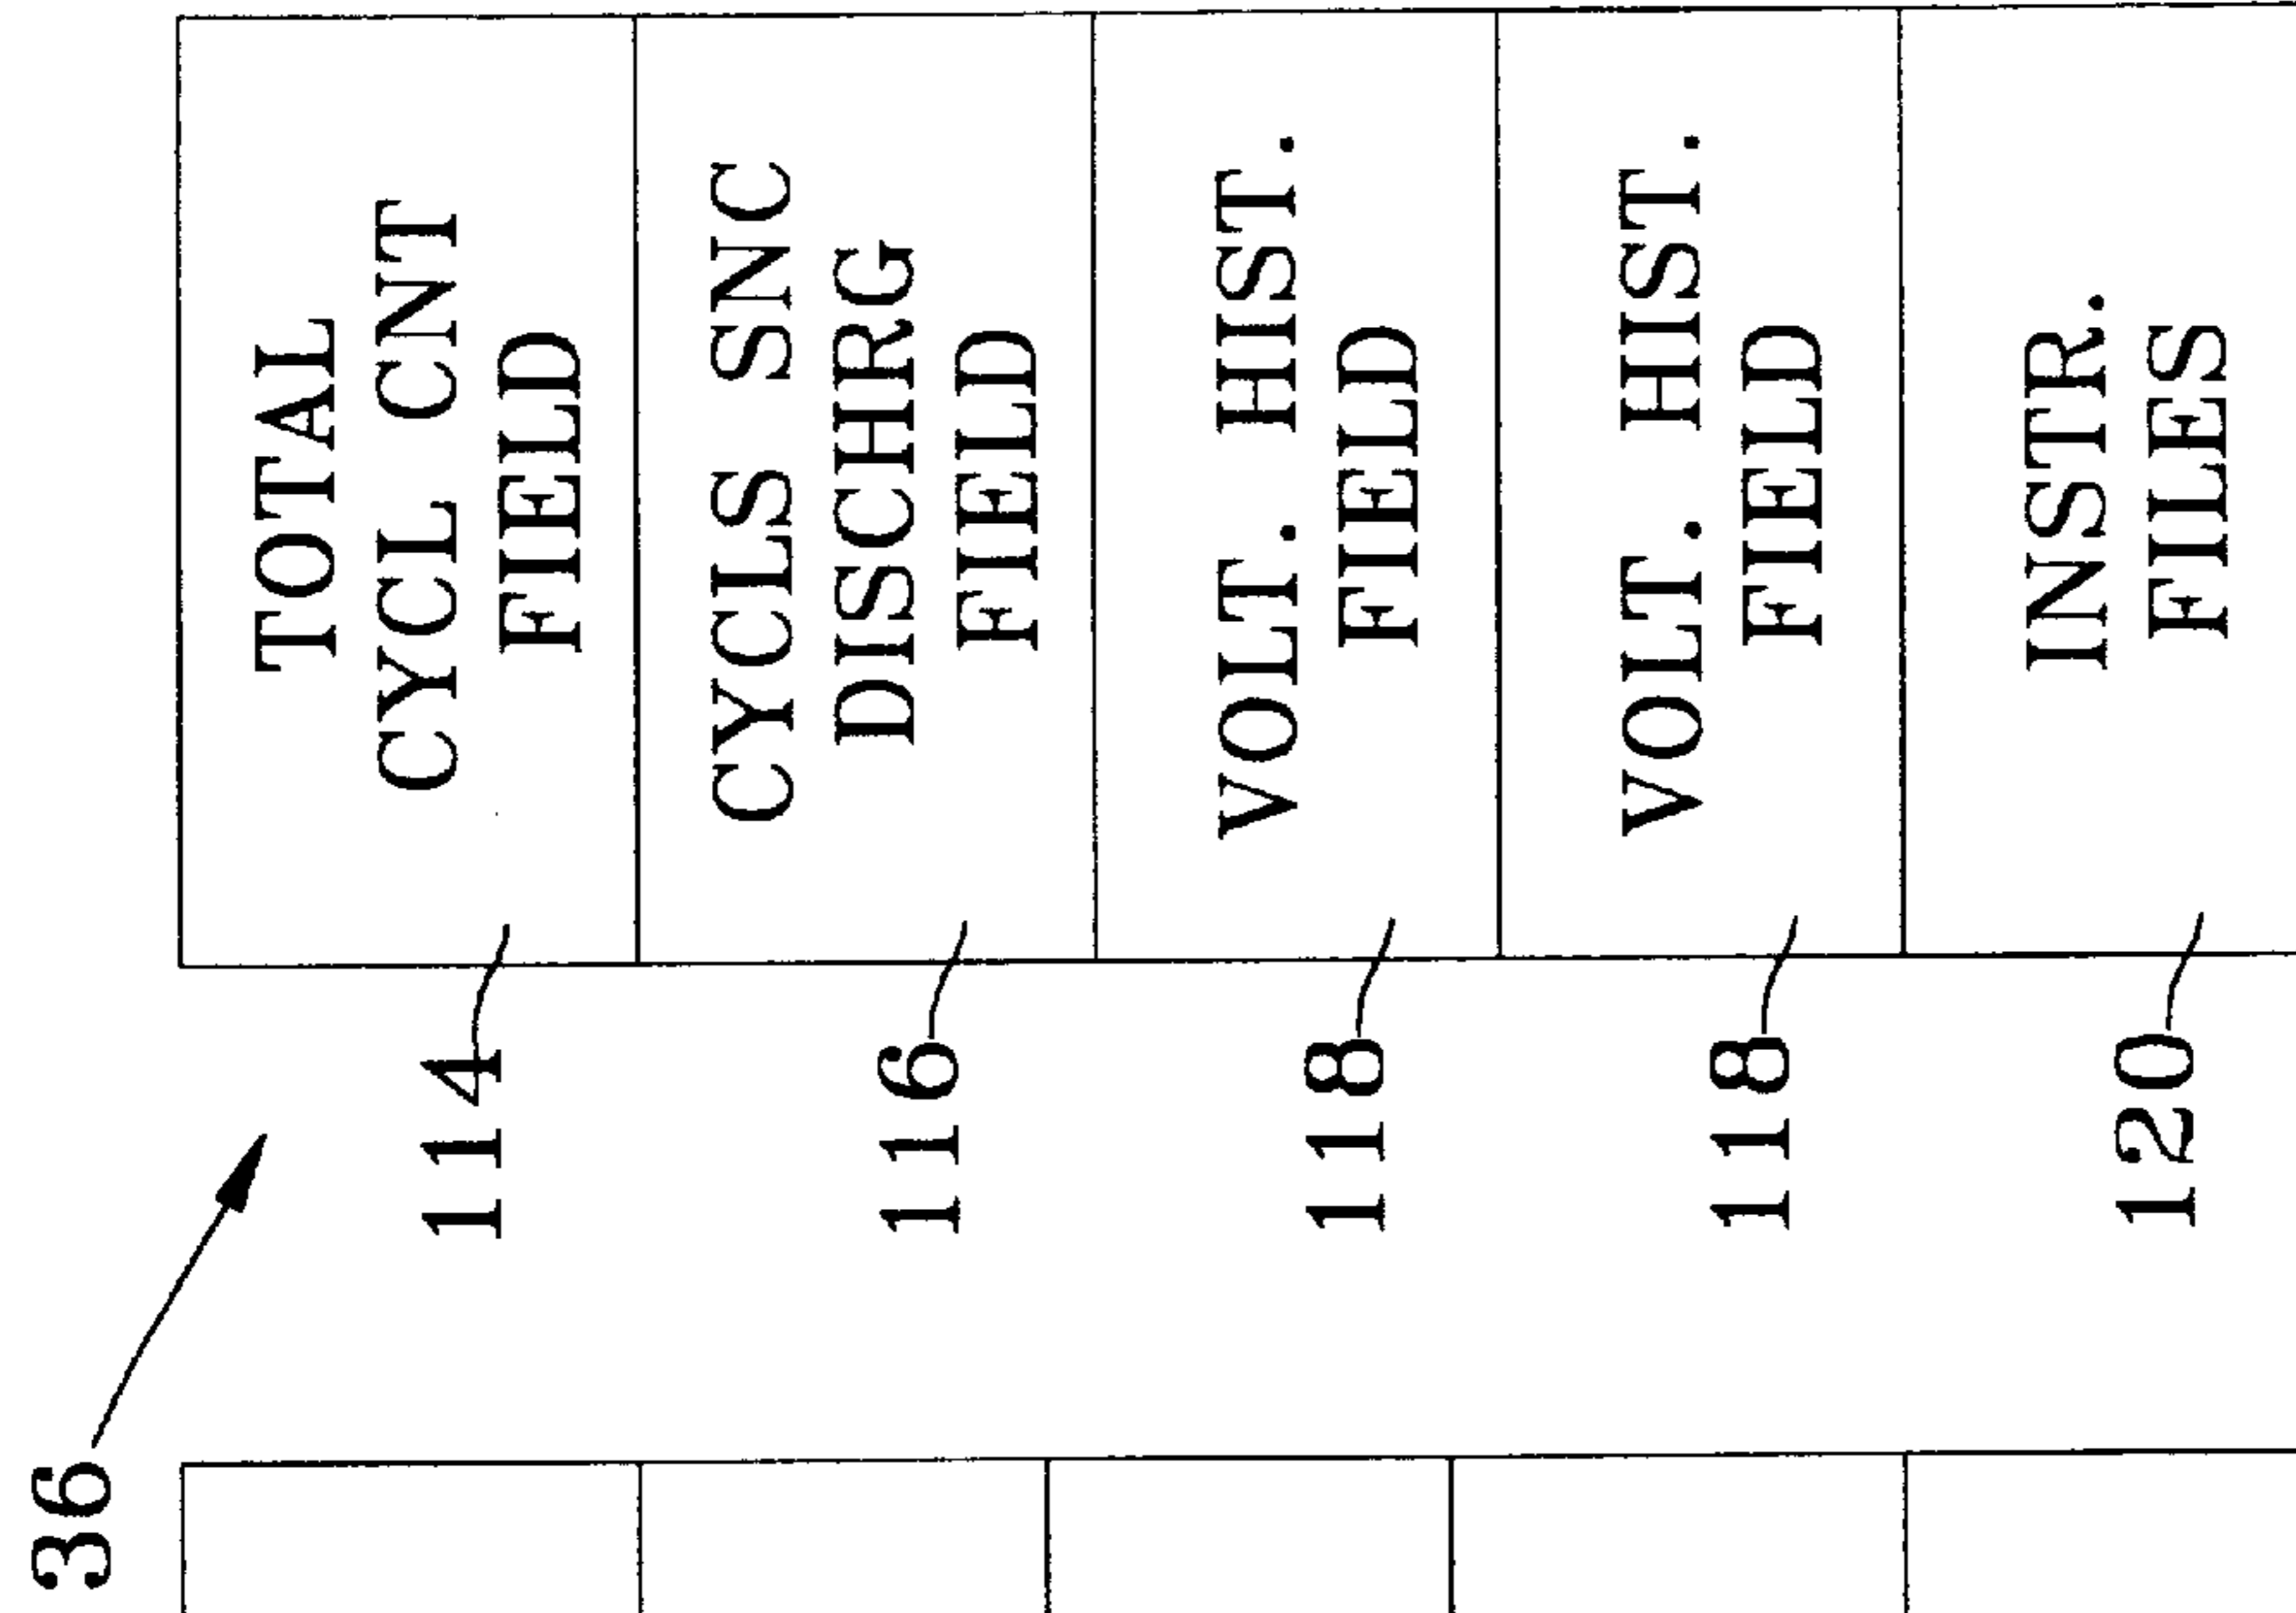 36
114
TOTAL
CYCL CNT
FIELD
116
CYCLS SNC
DISCHRG
FIELD
118
VOLT. HIST.
FIELD
118
VOLT. HIST.
FIELD
120
INSTR.
FILES